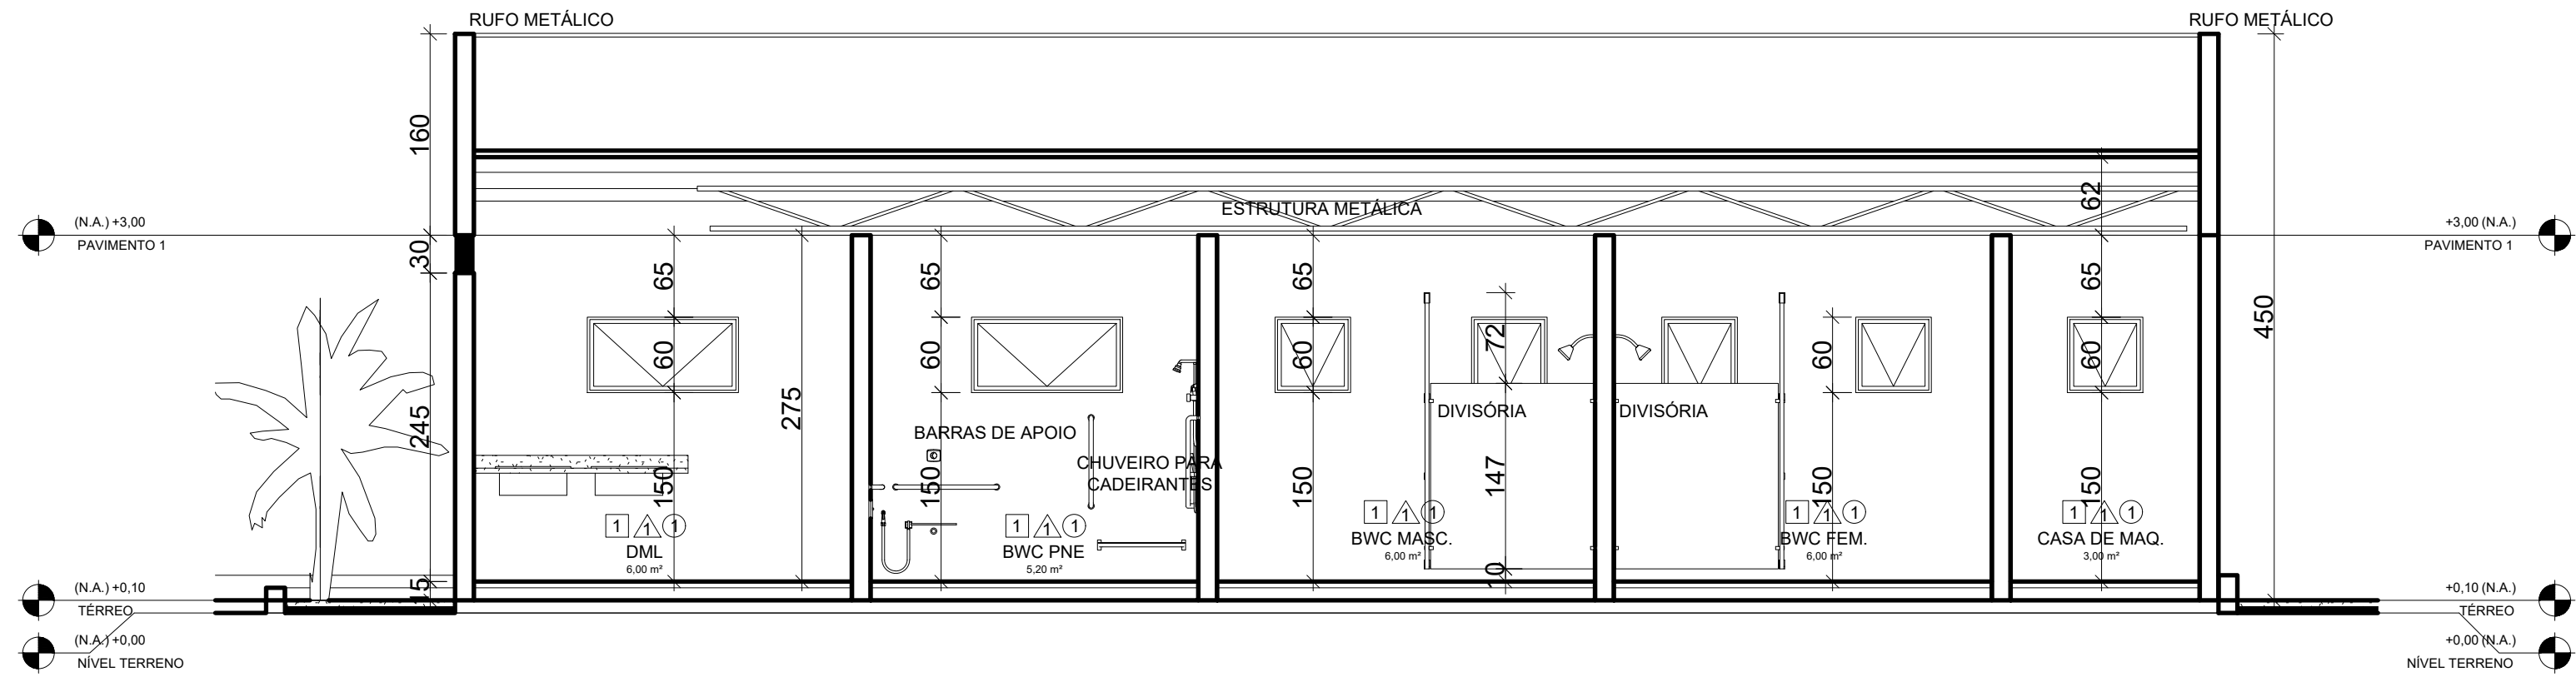 RUFO METÁLICO
RUFO METÁLICO
160
62
ESTRUTURA METÁLICA
(N.A.) +3,00
PAVIMENTO 1
+3,00 (N.A.)
PAVIMENTO 1
30
65
65
65
65
450
72
60
60
60
60
60
245
275
DIVISÓRIA
DIVISÓRIA
BARRAS DE APOIO
CHUVEIRO PARA
CADEIRANTES
150
150
150
147
150
150
1 1 1
DML
6,00 m²
1 1 1
BWC PNE
5,20 m²
1 1 1
BWC MASC.
6,00 m²
1 1 1
BWC FEM.
6,00 m²
1 1 1
CASA DE MAQ.
3,00 m²
15
10
(N.A.) +0,10
TÉRREO
+0,10 (N.A.)
TÉRREO
(N.A.) +0,00
NÍVEL TERRENO
+0,00 (N.A.)
NÍVEL TERRENO